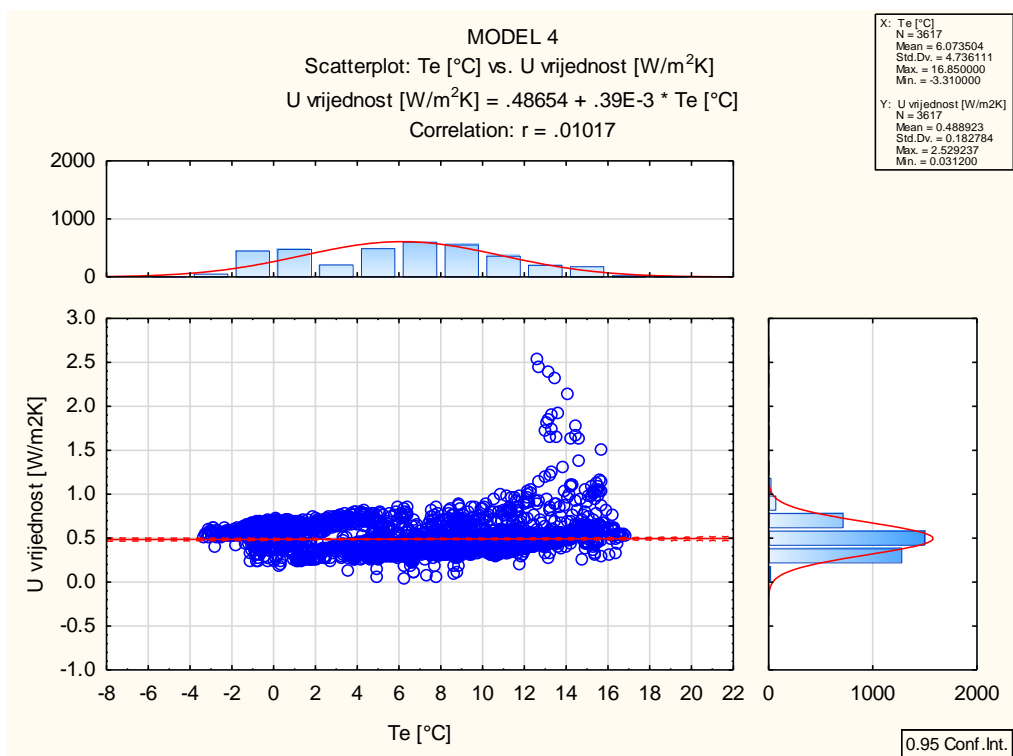 MODEL 4
Scatterplot: Te [°C] vs. U vrijednost [W/m²K]
U vrijednost [W/m²K] = .48654 + .39E-3 * Te [°C]
Correlation: r = .01017
X: Te [°C]
N = 3617
Mean = 6.073504
Std.Dv. = 4.736111
Max. = 16.850000
Min. = -3.310000
Y: U vrijednost [W/m2K]
N = 3617
Mean = 0.488923
Std.Dv. = 0.182784
Max. = 2.529237
Min. = 0.031200
2000
1000
0
U vrijednost [W/m2K]
3.0
2.5
2.0
1.5
1.0
0.5
0.0
-0.5
-1.0
-8 -6 -4 -2 0 2 4 6 8 10 12 14 16 18 20 22
Te [°C]
0 1000 2000
0.95 Conf.Int.